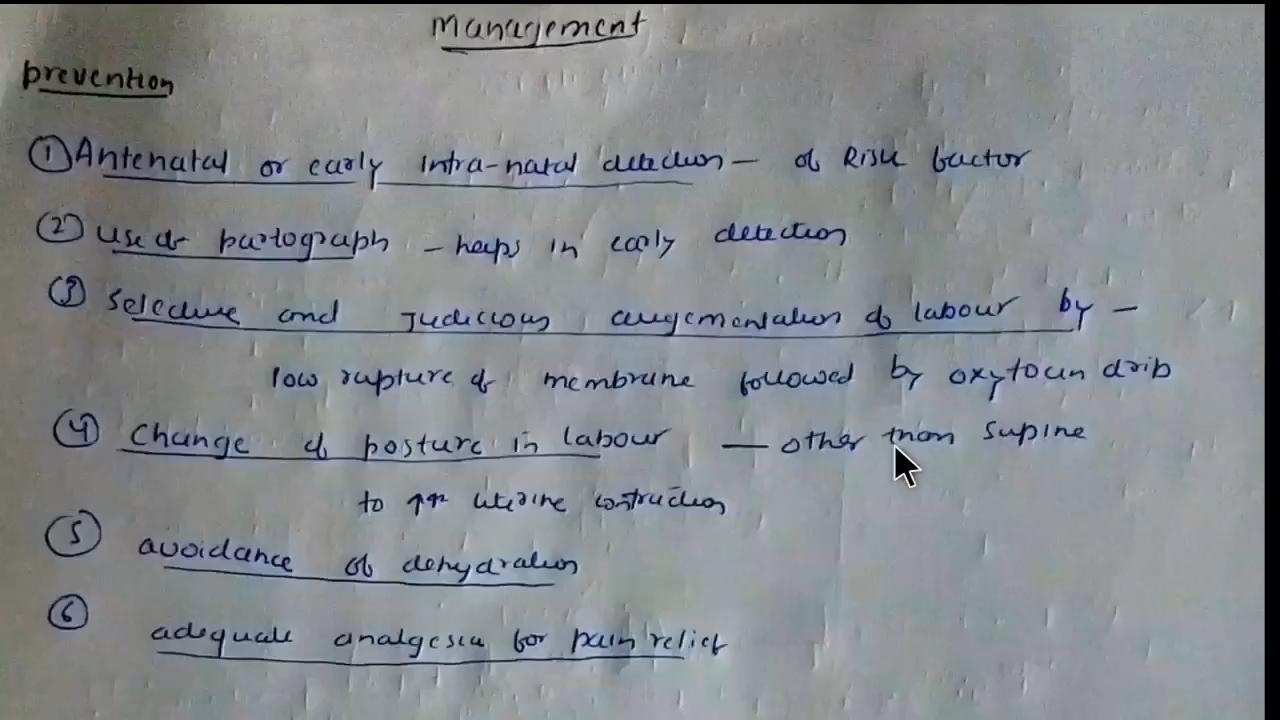 Management
prevention
① Antenatal or early Intra-natal detection – of Risk factor
② use of partograph – helps in early detection
③ Selective and Judicious augementation of labour by –
low rupture of membrane followed by oxytocin drip
④ Change of posture in labour — other than supine
to ↑↑ uterine contraction
⑤ avoidance of dehydration
⑥ adequate analgesia for pain relief